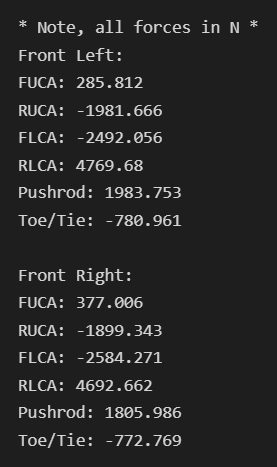 * Note, all forces in N *
Front Left:
FUCA: 285.812
RUCA: -1981.666
FLCA: -2492.056
RLCA: 4769.68
Pushrod: 1983.753
Toe/Tie: -780.961

Front Right:
FUCA: 377.006
RUCA: -1899.343
FLCA: -2584.271
RLCA: 4692.662
Pushrod: 1805.986
Toe/Tie: -772.769